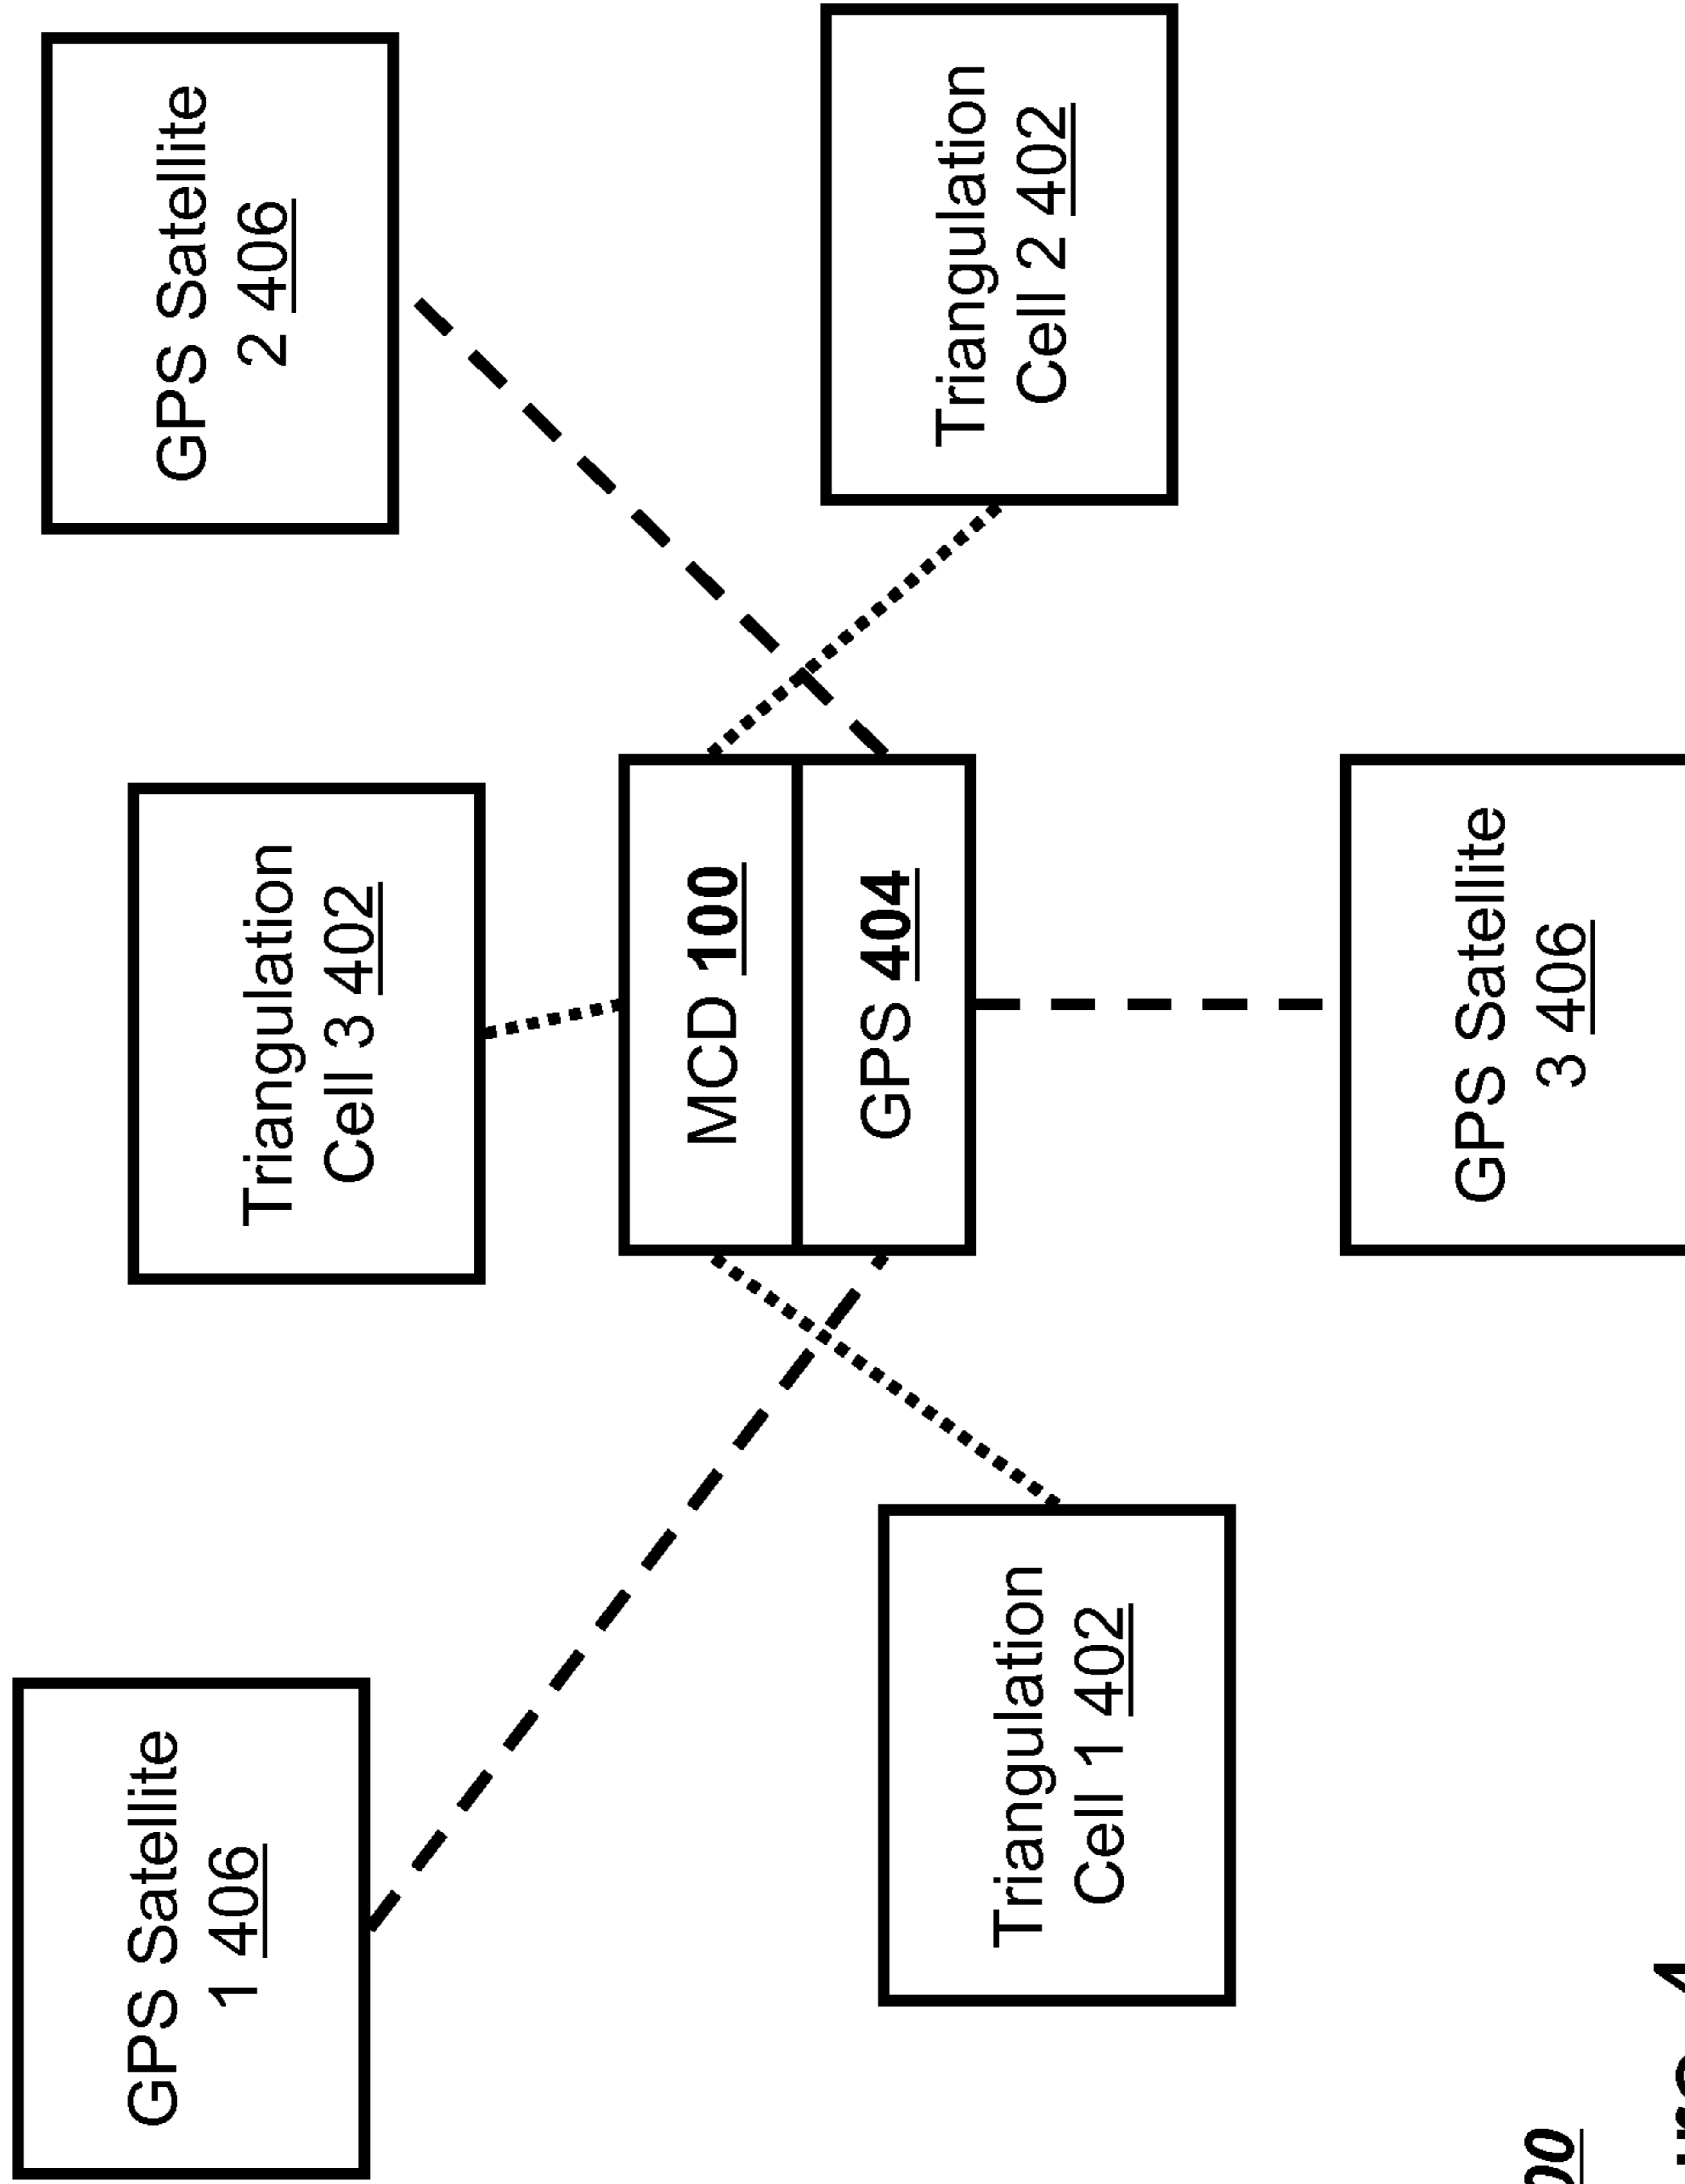 GPS Satellite
1 406
GPS Satellite
2 406
Triangulation
Cell 3 402
MCD 100
GPS 404
Triangulation
Cell 2 402
Triangulation
Cell 1 402
GPS Satellite
3 406